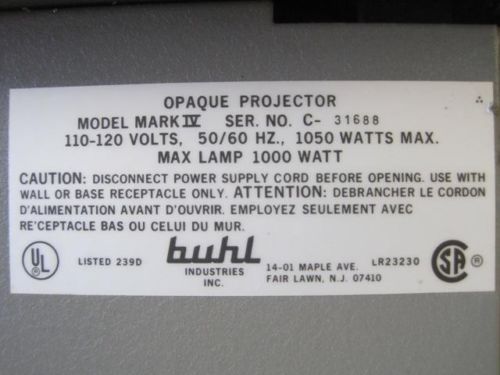 OPAQUE PROJECTOR
MODEL MARK IV SER. NO. C- 31688
110-120 VOLTS, 50/60 HZ., 1050 WATTS MAX.
MAX LAMP 1000 WATT
CAUTION: DISCONNECT POWER SUPPLY CORD BEFORE OPENING. USE WITH
WALL OR BASE RECEPTACLE ONLY. ATTENTION: DEBRANCHER LE CORDON
D'ALIMENTATION AVANT D'OUVRIR. EMPLOYEZ SEULEMENT AVEC
RE'CEPTACLE BAS OU CELUI DU MUR.
UL ® LISTED 239D buhl INDUSTRIES INC. 14-01 MAPLE AVE. FAIR LAWN, N.J. 07410 LR23230 CSA ®